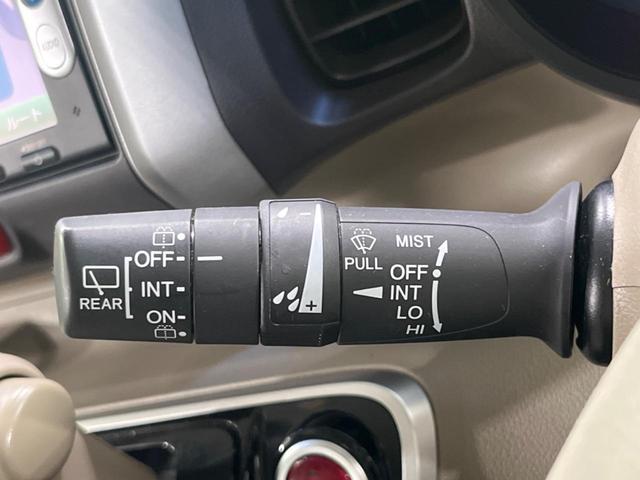 ルート
REAR
OFF
INT
ON
− +
PULL
MIST
OFF
INT
LO
HI